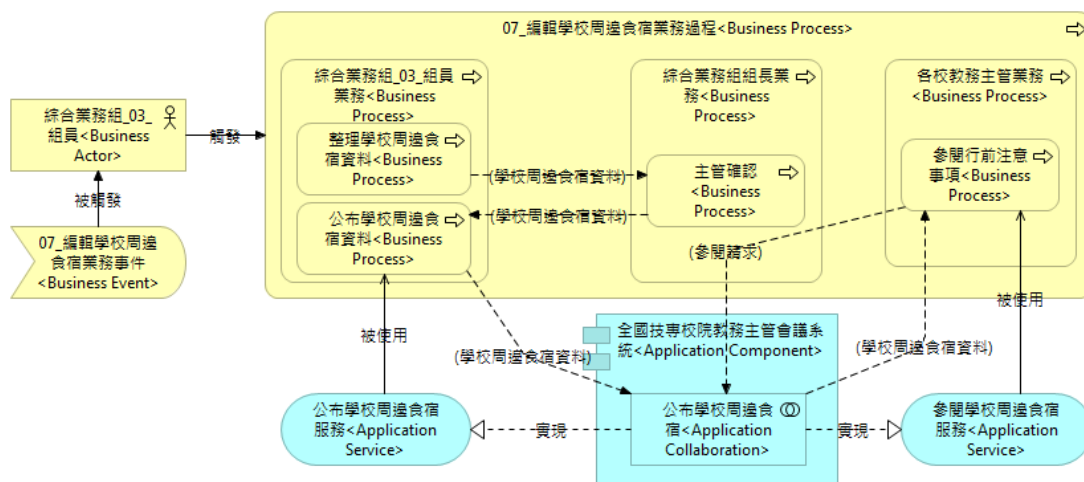 07_編輯學校周邊食宿業務過程<Business Process>
綜合業務組_03_組員
業務<Business
Process>
綜合業務組組長業
務<Business
Process>
各校教務主管業務
<Business Process>
綜合業務組_03_
組員<Business
Actor>
觸發
整理學校周邊食
宿資料<Business
Process>
(學校周邊食宿資料)
主管確認
<Business
Process>
參閱行前注意
事項<Business
Process>
被觸發
公布學校周邊食
宿資料<Business
Process>
(學校周邊食宿資料)
07_編輯學校周邊
食宿業務事件
<Business Event>
(參閱請求)
被使用
被使用
全國技專校院教務主管會議系
統<Application Component>
(學校周邊食宿資料)
(學校周邊食宿資料)
公布學校周邊食宿
服務<Application
Service>
實現
公布學校周邊食
宿<Application
Collaboration>
實現
參閱學校周邊食宿
服務<Application
Service>